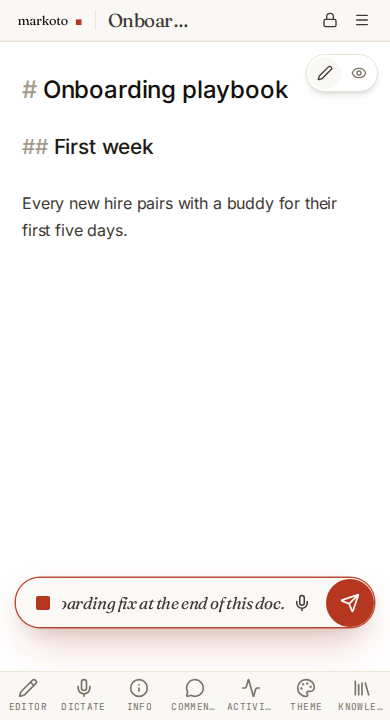 markoto
Onboar…
# Onboarding playbook
## First week
Every new hire pairs with a buddy for their
first five days.
fix at the end of this doc.
EDITOR DICTATE INFO COMMEN… ACTIVI… THEME KNOWLE…